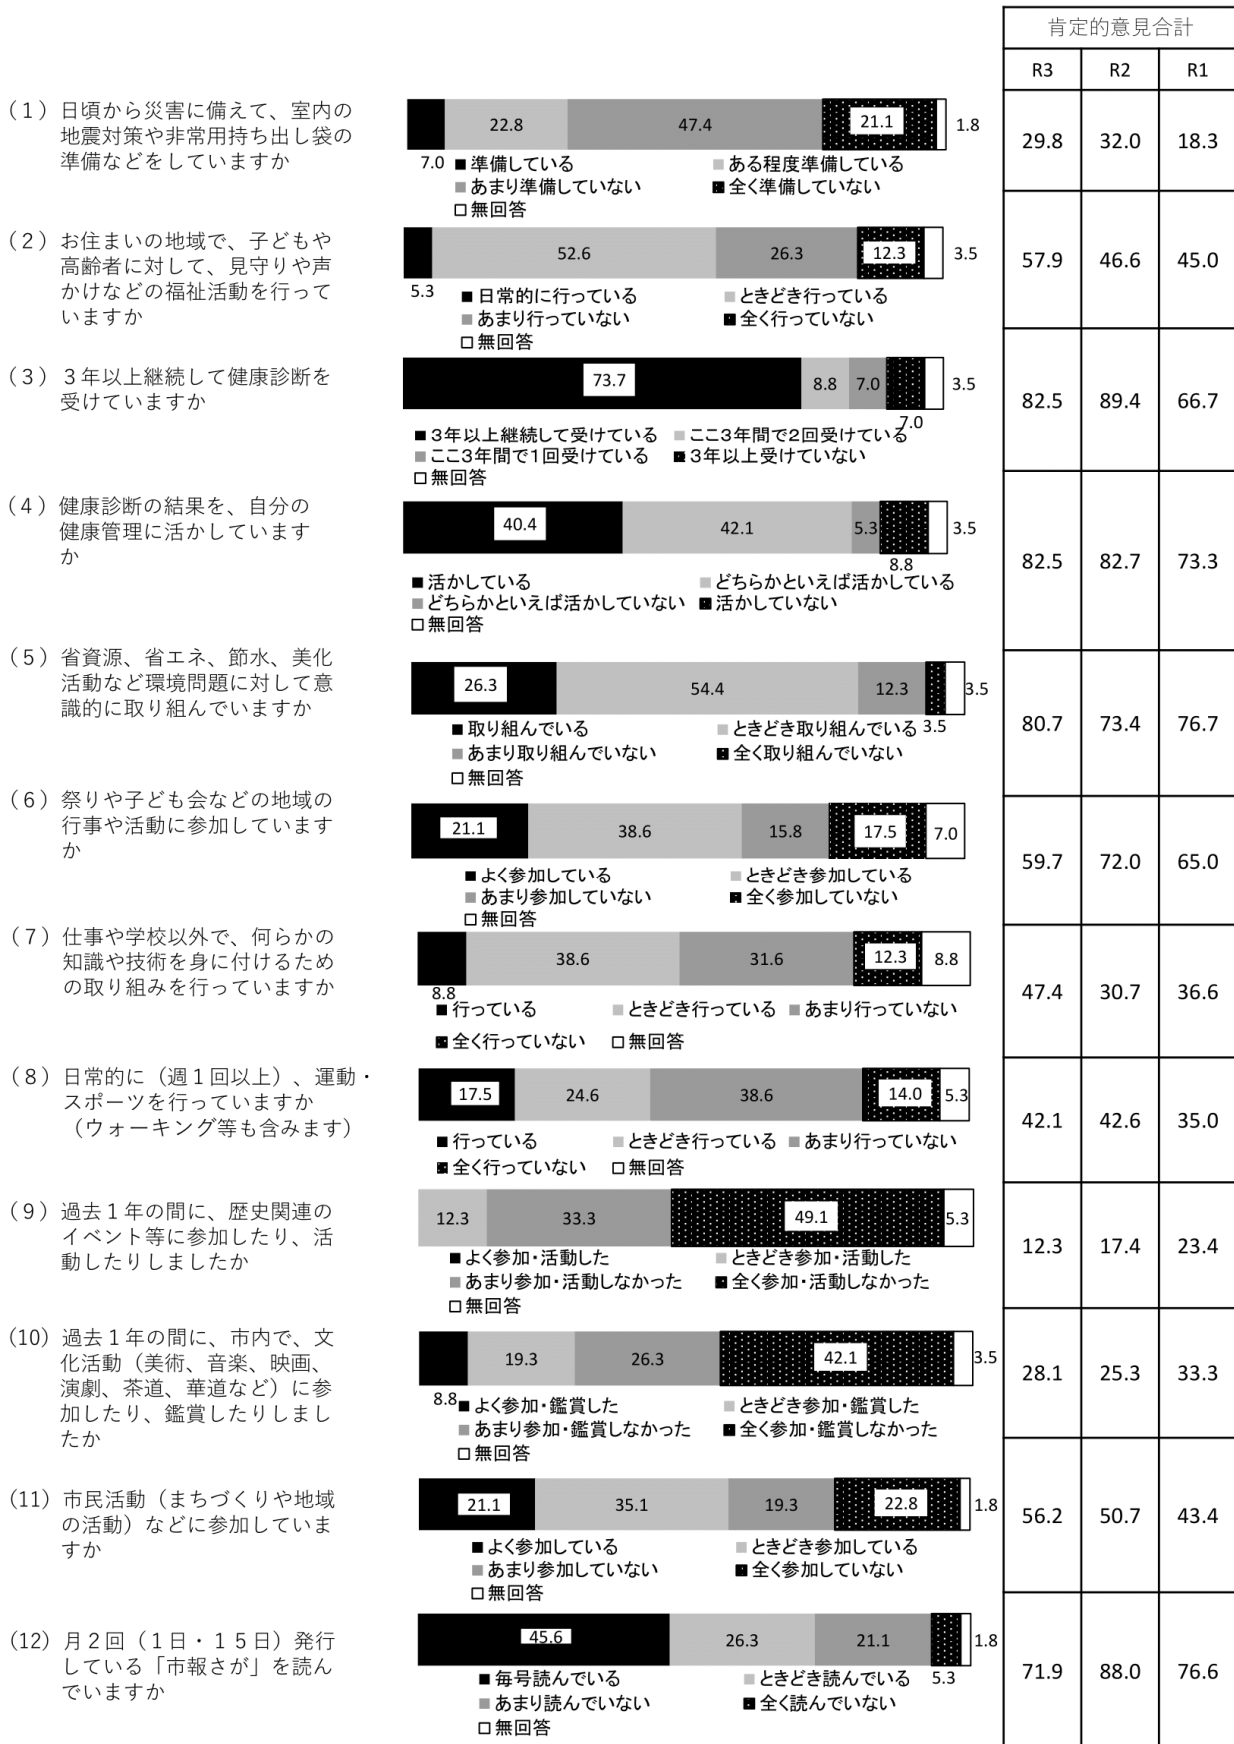 肯定的意見合計
R3 R2 R1
（1）日頃から災害に備えて、室内の
地震対策や非常用持ち出し袋の
準備などをしていますか
22.8 47.4 21.1 1.8
7.0 ■準備している ■ある程度準備している
■あまり準備していない ■全く準備していない
□無回答
29.8 32.0 18.3
（2）お住まいの地域で、子どもや
高齢者に対して、見守りや声
かけなどの福祉活動を行って
いますか
52.6 26.3 12.3 3.5
5.3 ■日常的に行っている ■ときどき行っている
■あまり行っていない ■全く行っていない
□無回答
57.9 46.6 45.0
（3）３年以上継続して健康診断を
受けていますか
73.7 8.8 7.0 3.5
7.0
■3年以上継続して受けている ■ここ3年間で2回受けている
■ここ3年間で1回受けている ■3年以上受けていない
□無回答
82.5 89.4 66.7
（4）健康診断の結果を、自分の
健康管理に活かしています
か
40.4 42.1 5.3 3.5
8.8
■活かしている ■どちらかといえば活かしている
■どちらかといえば活かしていない ■活かしていない
□無回答
82.5 82.7 73.3
（5）省資源、省エネ、節水、美化
活動など環境問題に対して意
識的に取り組んでいますか
26.3 54.4 12.3 3.5
■取り組んでいる ■ときどき取り組んでいる 3.5
■あまり取り組んでいない ■全く取り組んでいない
□無回答
80.7 73.4 76.7
（6）祭りや子ども会などの地域の
行事や活動に参加しています
か
21.1 38.6 15.8 17.5 7.0
■よく参加している ■ときどき参加している
■あまり参加していない ■全く参加していない
□無回答
59.7 72.0 65.0
（7）仕事や学校以外で、何らかの
知識や技術を身に付けるため
の取り組みを行っていますか
38.6 31.6 12.3 8.8
8.8
■行っている ■ときどき行っている ■あまり行っていない
■全く行っていない □無回答
47.4 30.7 36.6
（8）日常的に（週１回以上）、運動・
スポーツを行っていますか
（ウォーキング等も含みます）
17.5 24.6 38.6 14.0 5.3
■行っている ■ときどき行っている ■あまり行っていない
■全く行っていない □無回答
42.1 42.6 35.0
（9）過去１年の間に、歴史関連の
イベント等に参加したり、活
動したりしましたか
12.3 33.3 49.1 5.3
■よく参加・活動した ■ときどき参加・活動した
■あまり参加・活動しなかった ■全く参加・活動しなかった
□無回答
12.3 17.4 23.4
（10）過去１年の間に、市内で、文
化活動（美術、音楽、映画、
演劇、茶道、華道など）に参
加したり、鑑賞したりしまし
たか
19.3 26.3 42.1 3.5
8.8 ■よく参加・鑑賞した ■ときどき参加・鑑賞した
■あまり参加・鑑賞しなかった ■全く参加・鑑賞しなかった
□無回答
28.1 25.3 33.3
（11）市民活動（まちづくりや地域
の活動）などに参加していま
すか
21.1 35.1 19.3 22.8 1.8
■よく参加している ■ときどき参加している
■あまり参加していない ■全く参加していない
□無回答
56.2 50.7 43.4
（12）月２回（１日・１５日）発行
している「市報さが」を読ん
でいますか
45.6 26.3 21.1 1.8
■毎号読んでいる ■ときどき読んでいる 5.3
■あまり読んでいない ■全く読んでいない
□無回答
71.9 88.0 76.6